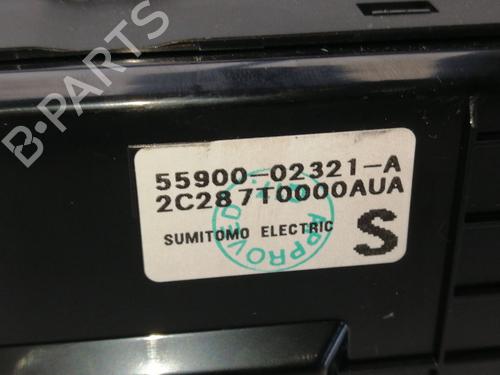 B-PARTS
55900-02321-A
2C287T0000AUA
SUMITOMO ELECTRIC S
APPROVED